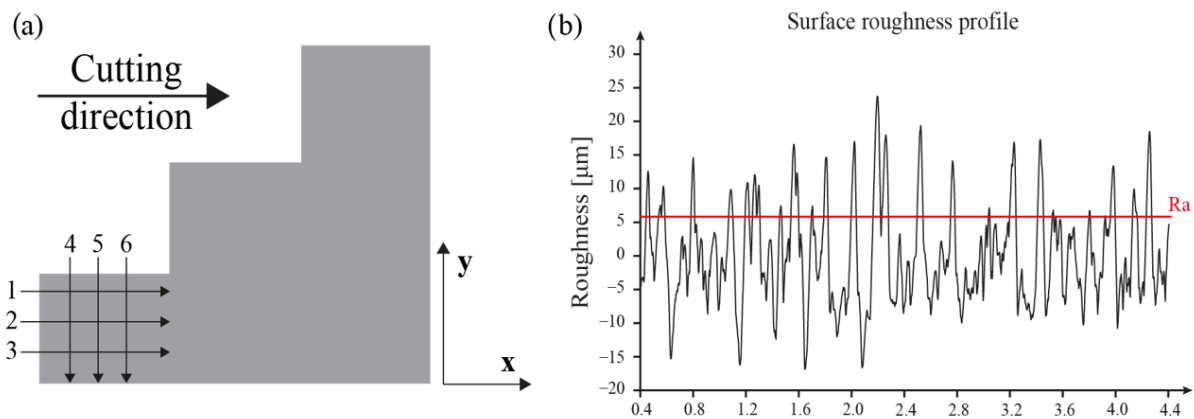 (a)
Cutting
direction
4 5 6
1
2
3
y
x
(b)
Surface roughness profile
Roughness [μm]
30
25
20
15
10
5
0
−5
−10
−15
−20
Ra
0.4 0.8 1.2 1.6 2.0 2.4 2.8 3.2 3.6 4.0 4.4